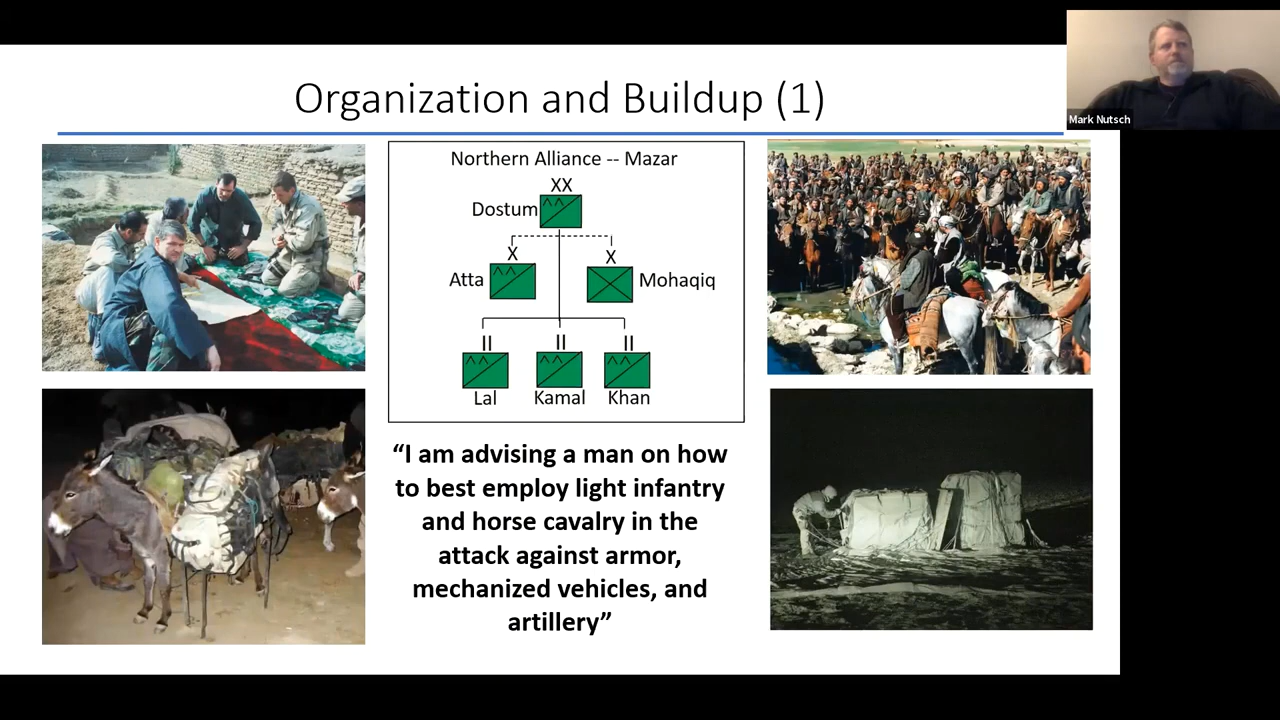 Organization and Buildup (1)
Mark Nutsch
Northern Alliance -- Mazar
XX
Dostum
X
X
Atta
Mohaqiq
II
II
II
Lal
Kamal
Khan
“I am advising a man on how
to best employ light infantry
and horse cavalry in the
attack against armor,
mechanized vehicles, and
artillery”